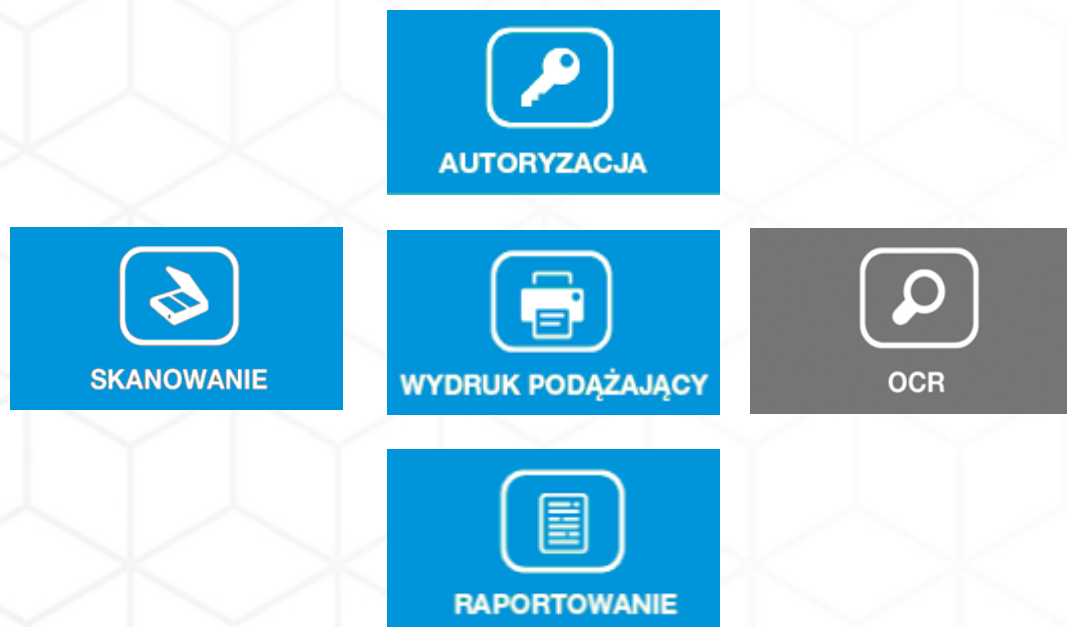 AUTORYZACJA
SKANOWANIE
WYDRUK PODĄŻAJĄCY
OCR
RAPORTOWANIE